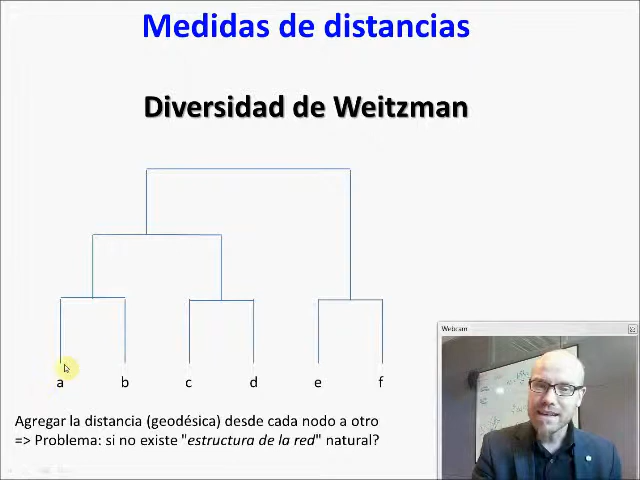 Medidas de distancias
Diversidad de Weitzman
a b c d e f
Agregar la distancia (geodésica) desde cada nodo a otro
=> Problema: si no existe "estructura de la red" natural?
Webcam